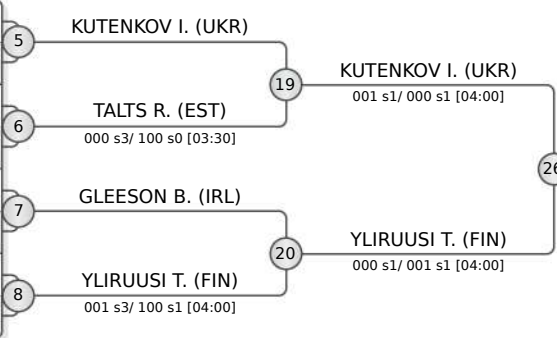 5
KUTENKOV I. (UKR)
19
KUTENKOV I. (UKR)
001 s1/ 000 s1 [04:00]
6
TALTS R. (EST)
000 s3/ 100 s0 [03:30]
26
7
GLEESON B. (IRL)
20
YLIRUUSI T. (FIN)
000 s1/ 001 s1 [04:00]
8
YLIRUUSI T. (FIN)
001 s3/ 100 s1 [04:00]